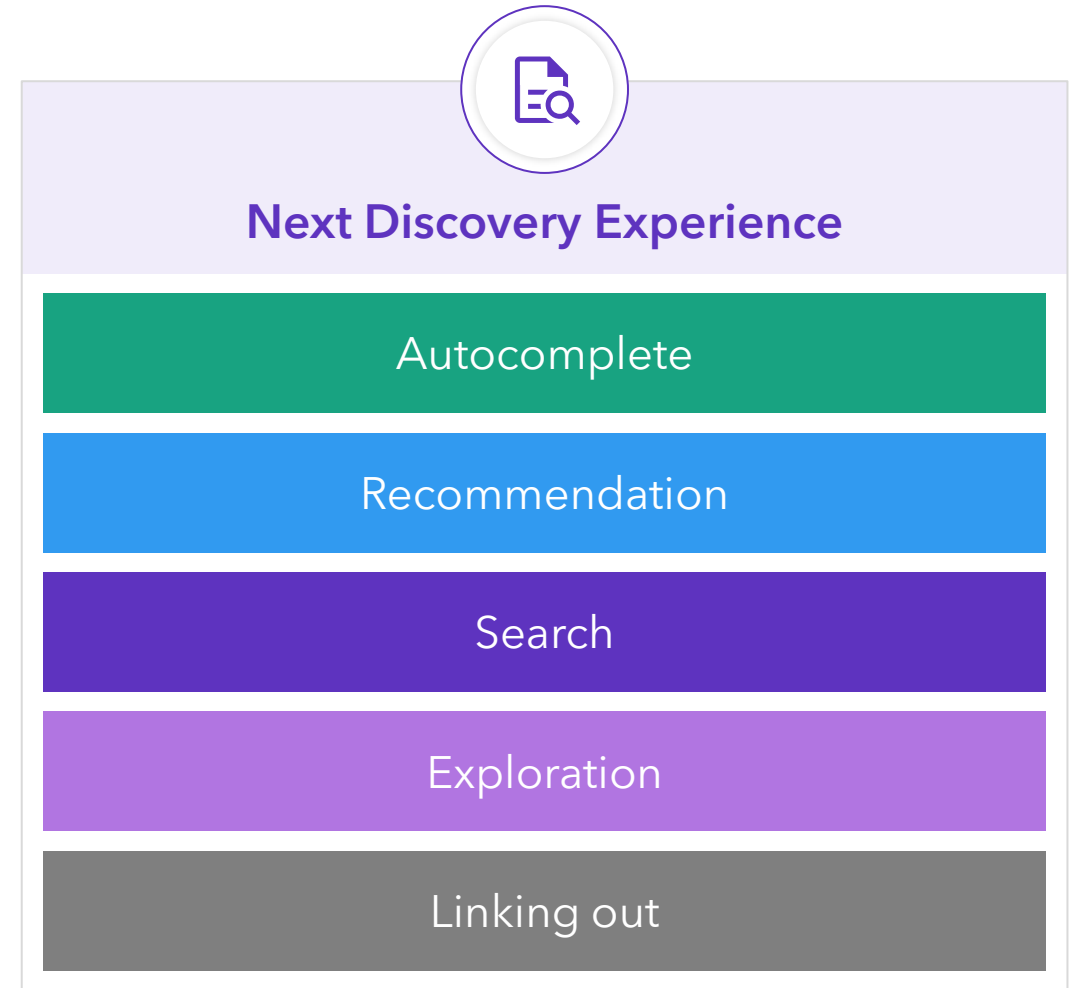 Next Discovery Experience
Autocomplete
Recommendation
Search
Exploration
Linking out